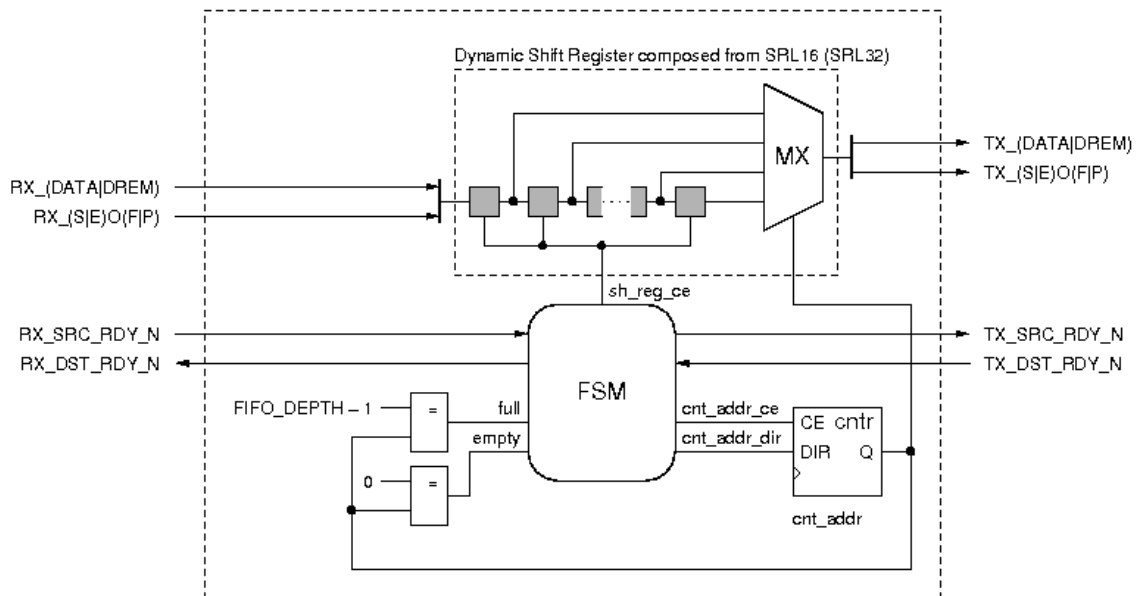 Dynamic Shift Register composed from SRL16 (SRL32)
MX
TX_(DATA|DREM)
TX_(S|E)O(F|P)
RX_(DATA|DREM)
RX_(S|E)O(F|P)
sh_reg_ce
RX_SRC_RDY_N
TX_SRC_RDY_N
RX_DST_RDY_N
TX_DST_RDY_N
FSM
FIFO_DEPTH – 1
=
full
cnt_addr_ce
CE cntr
empty
cnt_addr_dir
DIR Q
0
=
cnt_addr